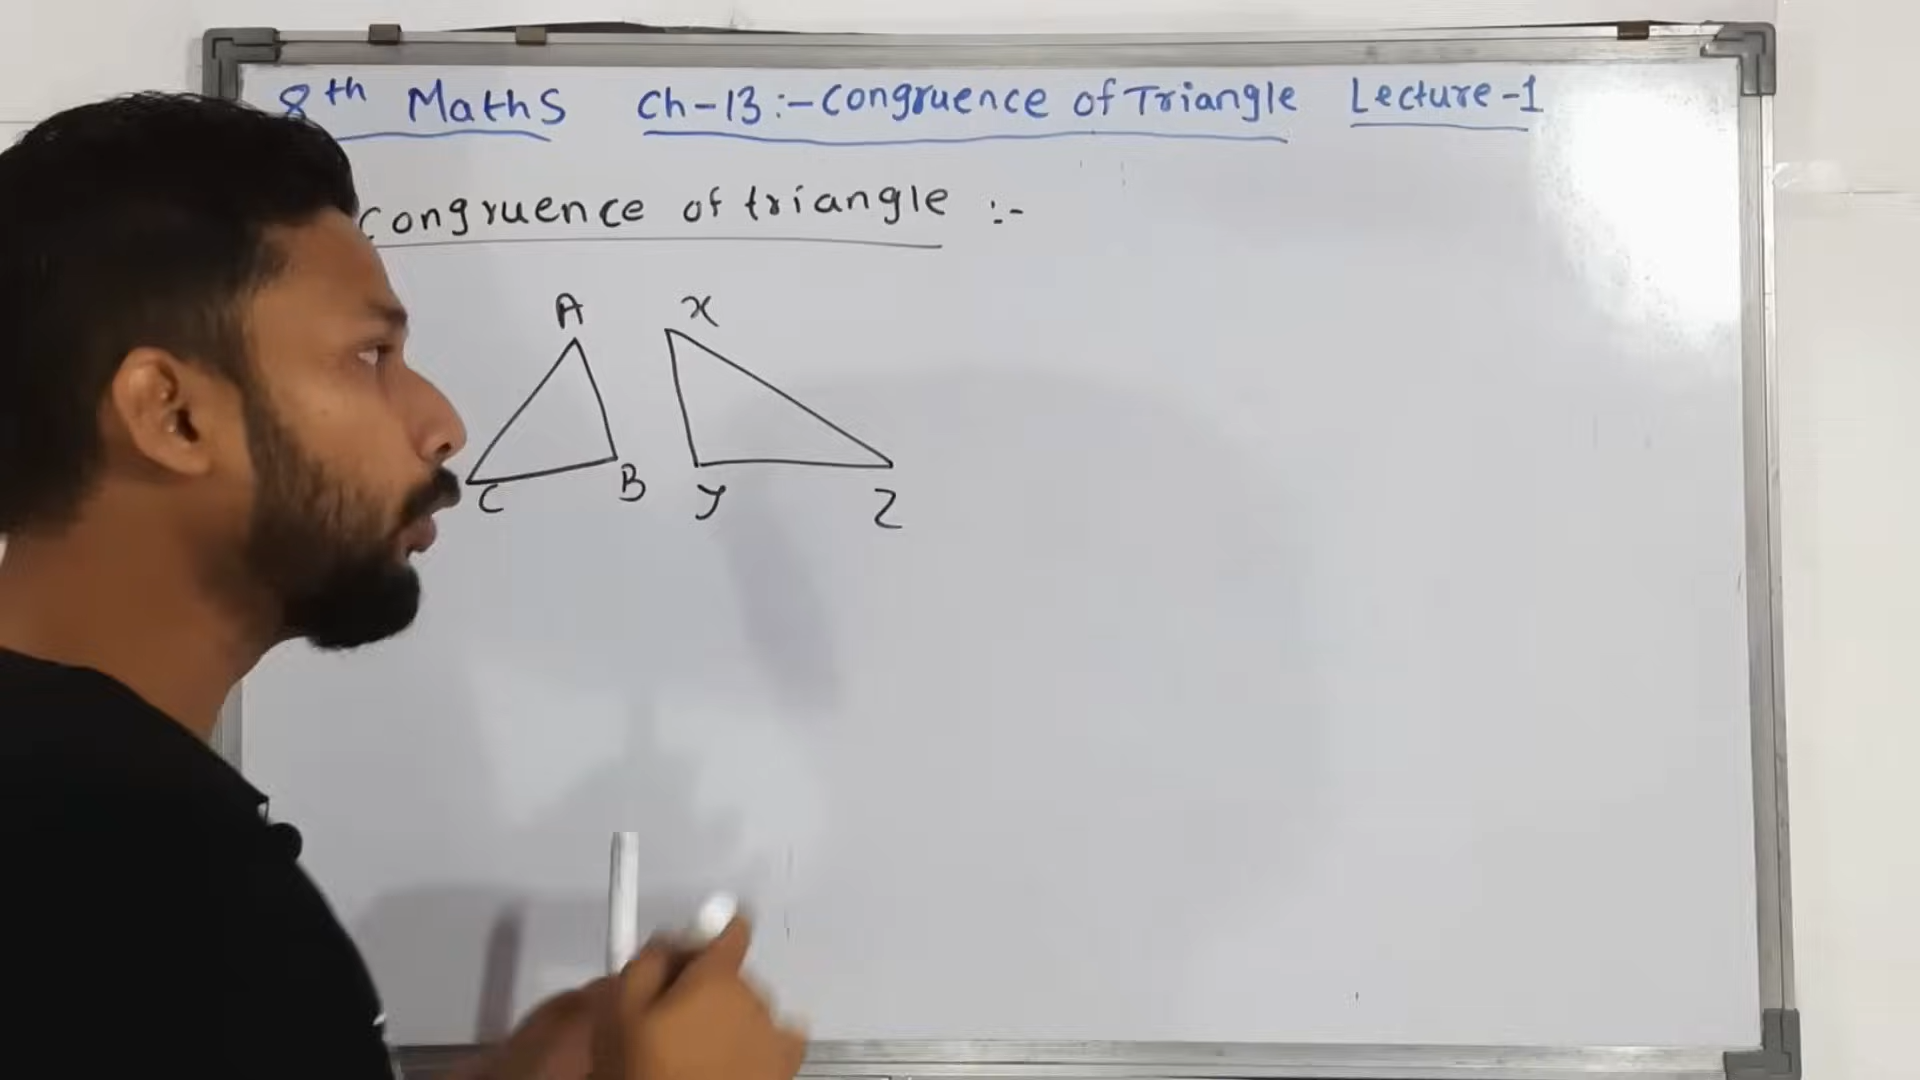 8th Maths Ch-13:- Congruence of Triangle Lecture-1
Congruence of triangle :-
A x
C B y Z